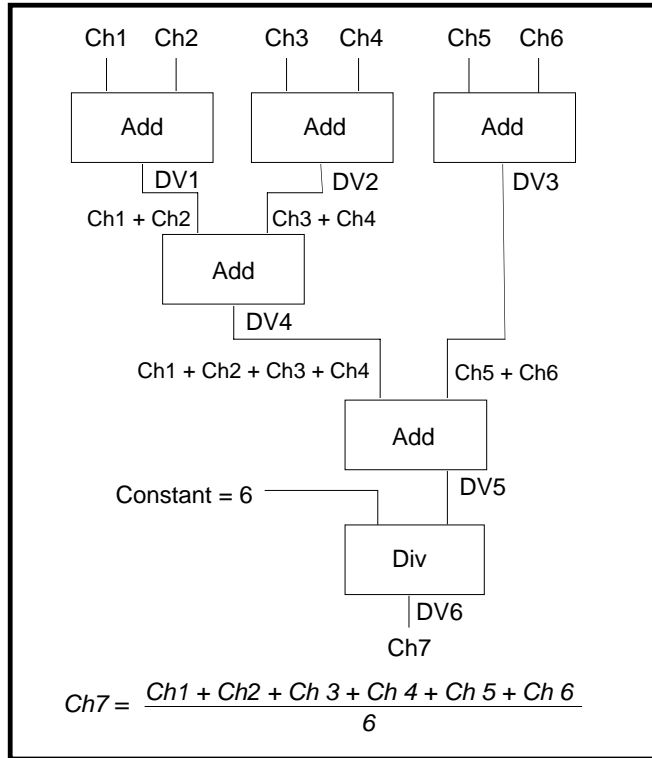 Ch1 Ch2 Ch3 Ch4 Ch5 Ch6
Add Add Add
DV1 DV2 DV3
Ch1 + Ch2 Ch3 + Ch4
Add
DV4
Ch1 + Ch2 + Ch3 + Ch4 Ch5 + Ch6
Add
DV5
Constant = 6
Div
DV6
Ch7
Ch7 = Ch1 + Ch2 + Ch 3 + Ch 4 + Ch 5 + Ch 6
6